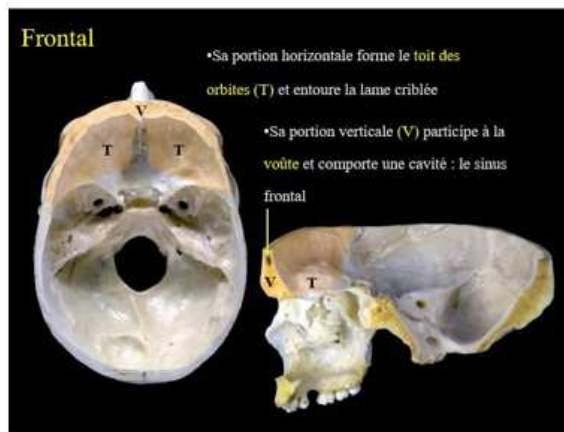 Frontal
•Sa portion horizontale forme le toit des
orbites (T) et entoure la lame criblée
•Sa portion verticale (V) participe à la
voûte et comporte une cavité : le sinus
frontal
V
T T
V T